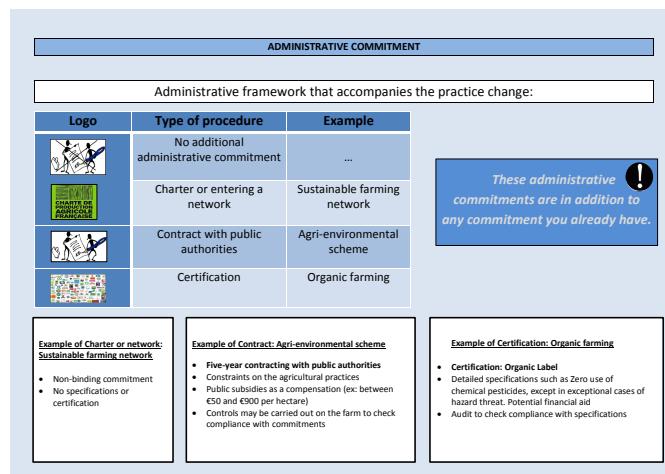 ADMINISTRATIVE COMMITMENT
Administrative framework that accompanies the practice change:
Logo Type of procedure Example
No additional
administrative commitment
…
CHARTE DE
PRODUCTION
AGRICOLE
FRANÇAISE
Charter or entering a
network
Sustainable farming
network
Contract with public
authorities
Agri-environmental
scheme
Certification
Organic farming
These administrative
commitments are in addition to
any commitment you already have.
Example of Charter or network:
Sustainable farming network
• Non-binding commitment
• No specifications or
certification
Example of Contract: Agri-environmental scheme
• Five-year contracting with public authorities
• Constraints on the agricultural practices
• Public subsidies as a compensation (ex: between
€50 and €900 per hectare)
• Controls may be carried out on the farm to check
compliance with commitments
Example of Certification: Organic farming
• Certification: Organic Label
• Detailed specifications such as Zero use of
chemical pesticides, except in exceptional cases of
hazard threat. Potential financial aid
• Audit to check compliance with specifications